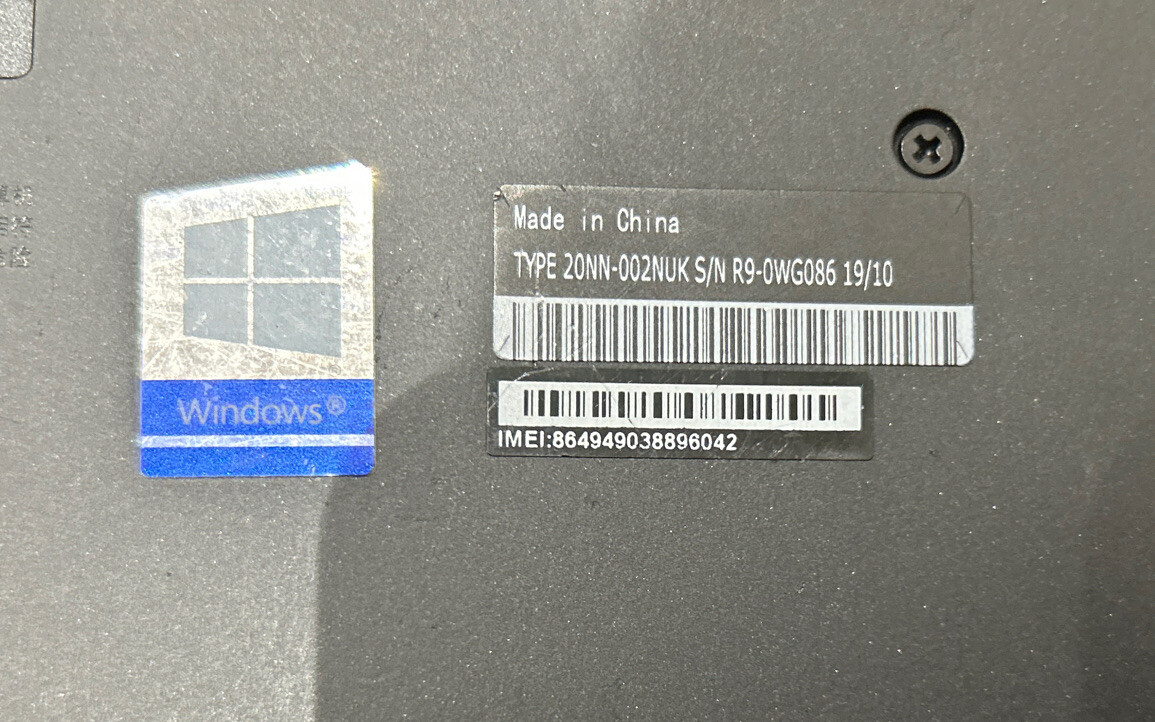 Windows®
Made in China
TYPE 20NN-002NUK S/N R9-0WG086 19/10
IMEI:864949038896042